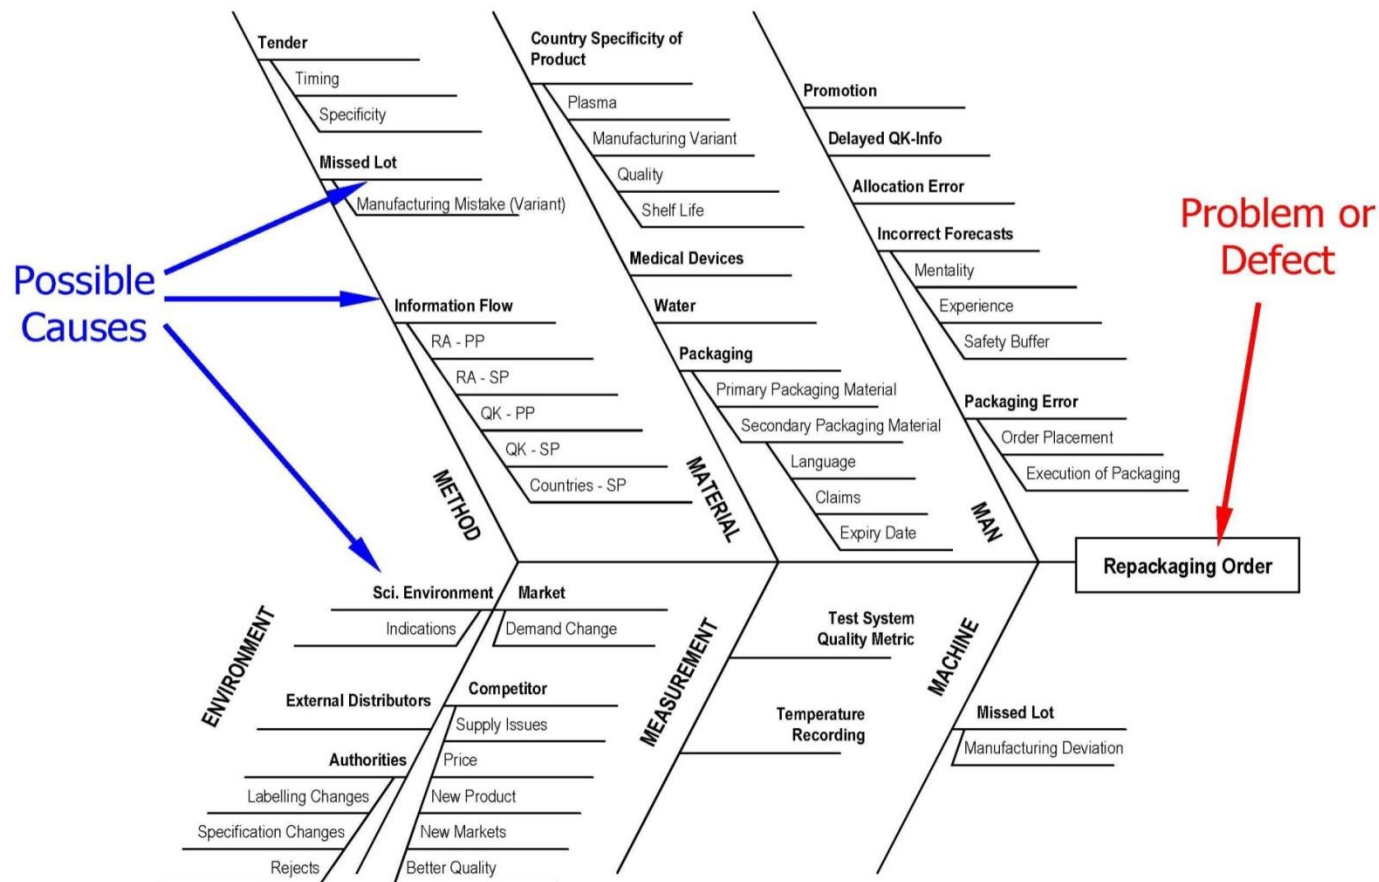 Tender
Timing
Specificity
Missed Lot
Manufacturing Mistake (Variant)
Information Flow
RA - PP
RA - SP
QK - PP
QK - SP
Countries - SP
METHOD
Country Specificity of
Product
Plasma
Manufacturing Variant
Quality
Shelf Life
Medical Devices
Water
Packaging
Primary Packaging Material
Secondary Packaging Material
Language
Claims
Expiry Date
MATERIAL
Promotion
Delayed QK-Info
Allocation Error
Incorrect Forecasts
Mentality
Experience
Safety Buffer
Packaging Error
Order Placement
Execution of Packaging
MAN
Possible
Causes
Problem or
Defect
Repackaging Order
ENVIRONMENT
Sci. Environment
Indications
External Distributors
Authorities
Labelling Changes
Specification Changes
Rejects
Market
Demand Change
Competitor
Supply Issues
Price
New Product
New Markets
Better Quality
MEASUREMENT
Test System
Quality Metric
Temperature
Recording
MACHINE
Missed Lot
Manufacturing Deviation